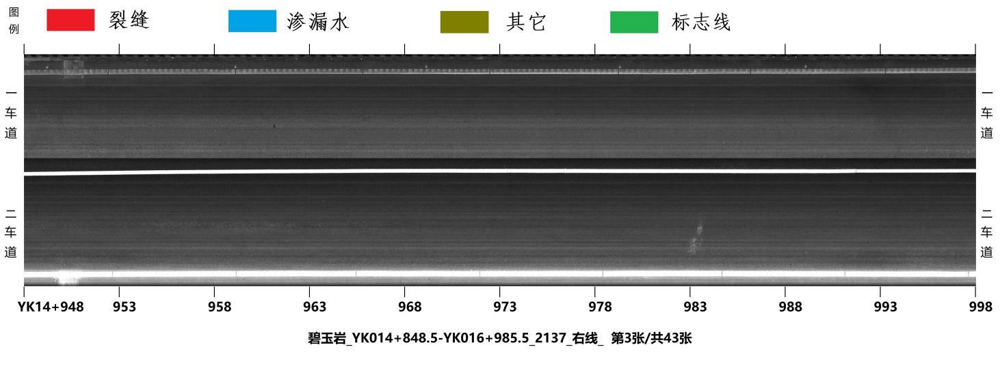 图例
裂缝 渗漏水 其它 标志线
一车道 一车道
二车道 二车道
YK14+948 953 958 963 968 973 978 983 988 993 998
碧玉岩_YK014+848.5-YK016+985.5_2137_右线_ 第3张/共43张